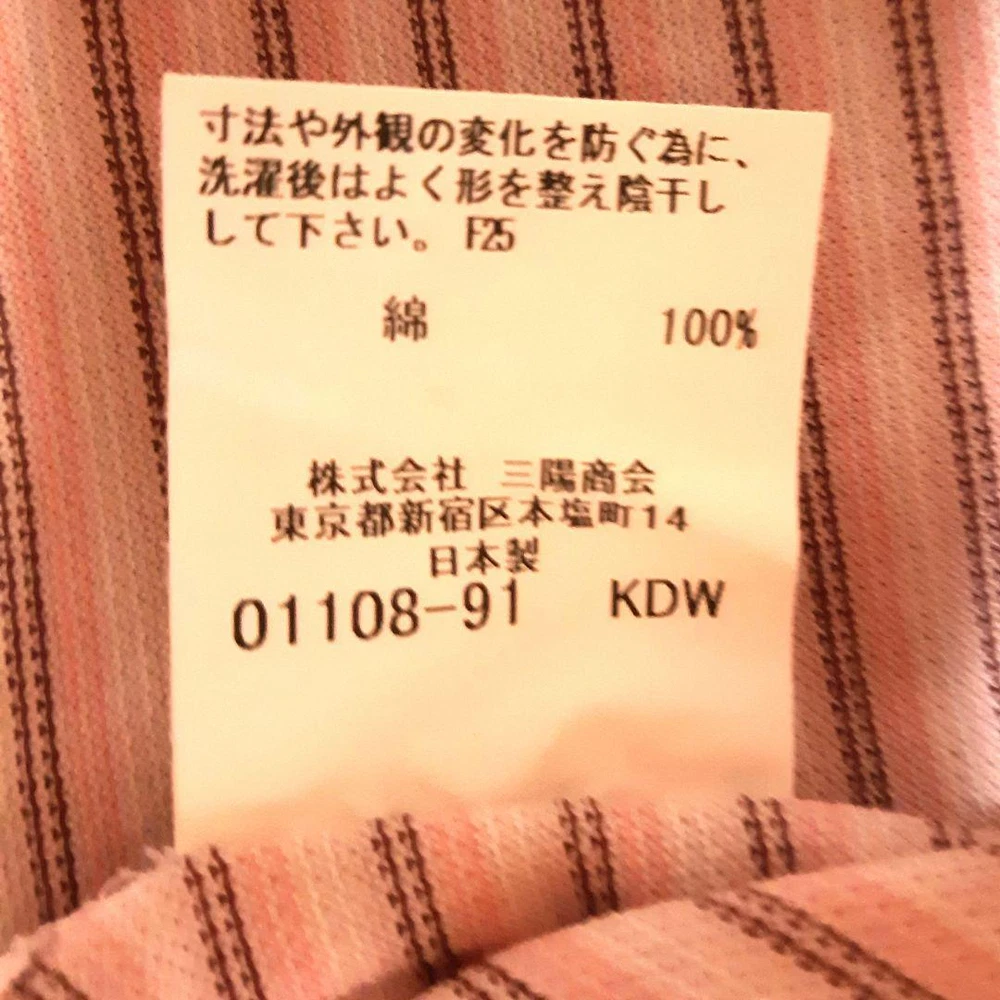 寸法や外観の変化を防ぐ為に、
洗濯後はよく形を整え陰干し
して下さい。 F25
綿 100%
株式会社 三陽商会
東京都新宿区本塩町14
日本製
01108-91 KDW